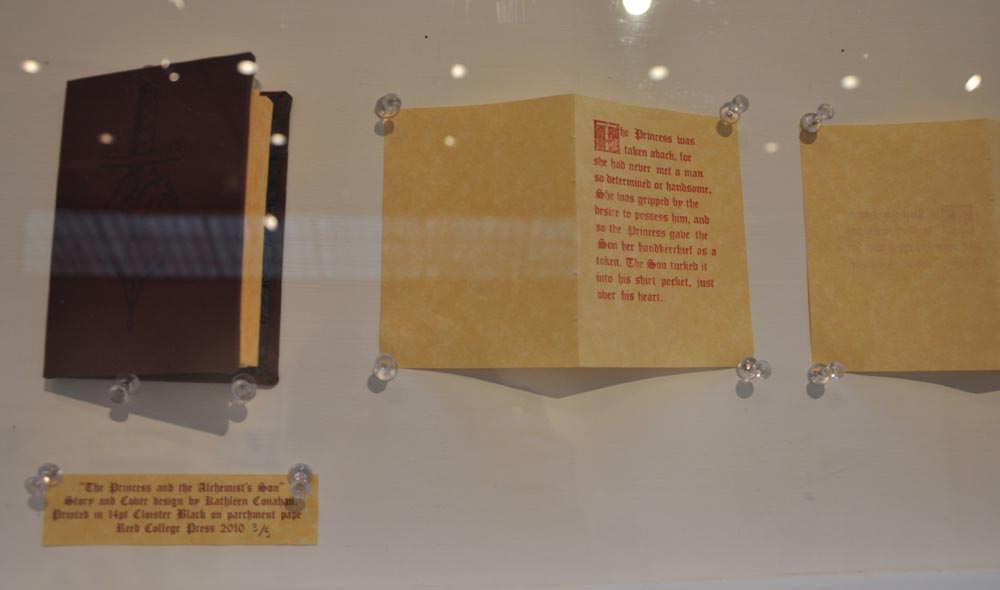 The Princess was
taken aback, for
she had never met a man
so determined or handsome.
She was gripped by the
desire to possess him, and
so the Princess gave the
Son her handkerchief as a
token. The Son tucked it
into his shirt pocket, just
over his heart.
"The Princess and the Alchemist's Son"
Story and Cover design by Kathleen Conahan.
Printed in 14pt Cloister Black on parchment pape
Reed College Press 2010 3/5